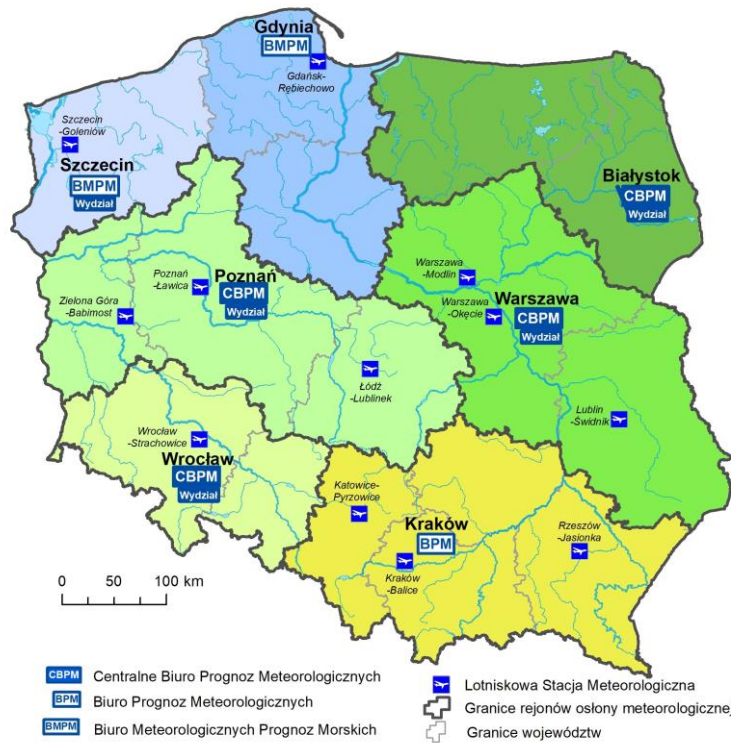 Gdynia
BMPM
Gdańsk-
Rębiechowo
Szczecin
-Goleniów
Szczecin
BMPM
Wydział
Białystok
CBPM
Wydział
Poznań
-Ławica
Poznań
CBPM
Wydział
Zielona Góra
-Babimost
Warszawa
-Modlin
Warszawa
-Okęcie
Warszawa
CBPM
Wydział
Łódź
-Lublinek
Lublin
-Świdnik
Wrocław
-Strachowice
Wrocław
CBPM
Wydział
Katowice-
Pyrzowice
Kraków
BPM
Kraków
-Balice
Rzeszów
-Jasionka
0 50 100 km
CBPM Centralne Biuro Prognoz Meteorologicznych
BPM Biuro Prognoz Meteorologicznych
BMPM Biuro Meteorologicznych Prognoz Morskich
Lotniskowa Stacja Meteorologiczna
Granice rejonów osłony meteorologicznej
Granice województw